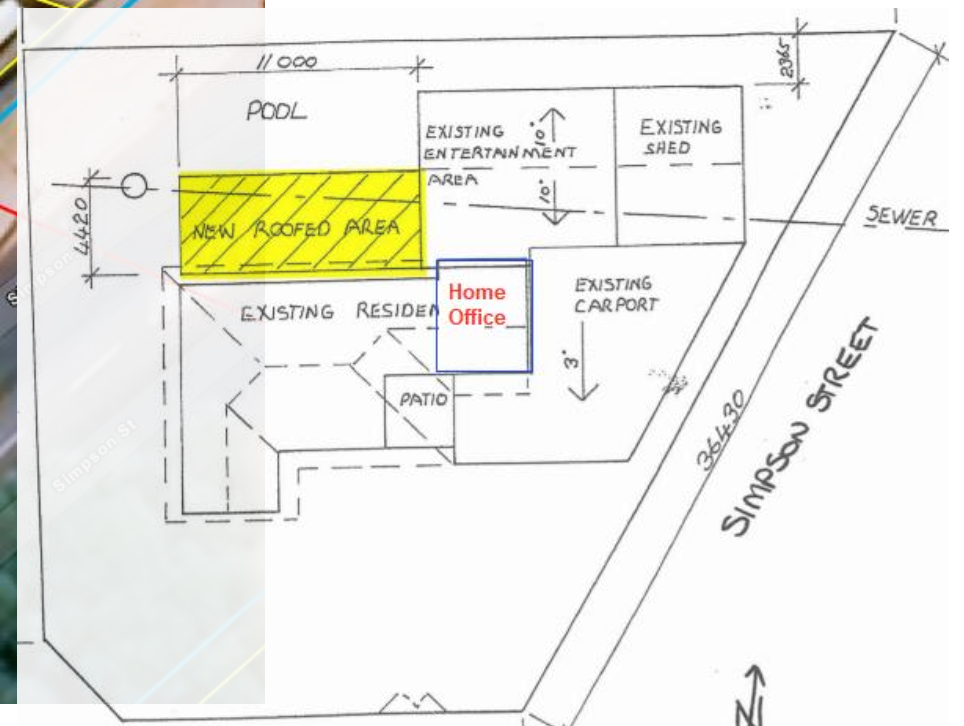 11 000
2365
POOL
EXISTING
ENTERTAINMENT
AREA
10°
10°
EXISTING
SHED
4420
NEW ROOFED AREA
SEWER
Home
Office
EXISTING RESIDEN
EXISTING
CARPORT
3°
PATIO
36430
SIMPSON STREET
Simpson
Simpson St
N